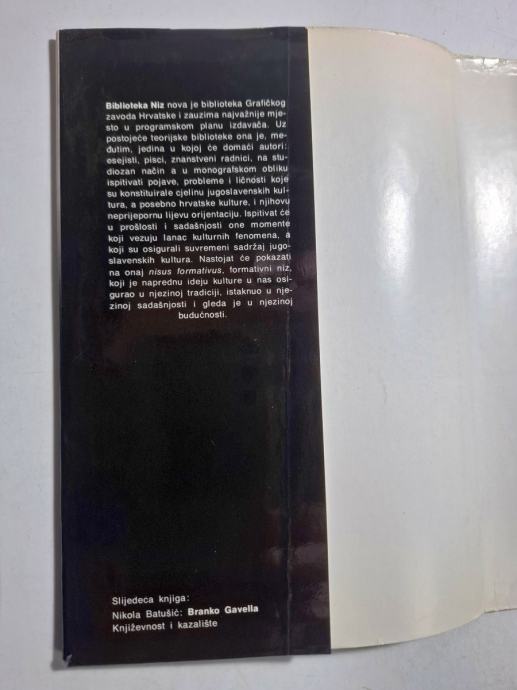 Biblioteka Niz nova je biblioteka Grafičkog
zavoda Hrvatske i zauzima najvažnije mje-
sto u programskom planu izdavača. Uz
postojeće teorijske biblioteke ona je, me-
đutim, jedina u kojoj će domaći autori:
esejisti, pisci, znanstveni radnici, na stu-
diozan način a u monografskom obliku
ispitivati pojave, probleme i ličnosti koje
su konstituirale cjelinu jugoslavenskih kul-
tura, a posebno hrvatske kulture, i njihovu
neprijepornu lijevu orijentaciju. Ispitivat će
u prošlosti i sadašnjosti one momente
koji vezuju lanac kulturnih fenomena, a
koji su osigurali suvremeni sadržaj jugo-
slavenskih kultura. Nastojat će pokazati
na onaj nisus formativus, formativni niz,
koji je naprednu ideju kulture u nas osi-
gurao u njezinoj tradiciji, istaknuo u nje-
zinoj sadašnjosti i gleda je u njezinoj
budućnosti.
Slijedeća knjiga:
Nikola Batušić: Branko Gavella
Književnost i kazalište